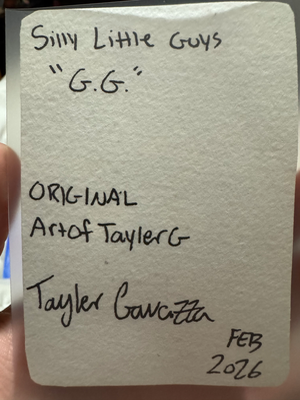 Silly Little Guys
"G.G."
ORIGINAL
ArtOfTaylerG
Tayler Gavazza
FEB
2026